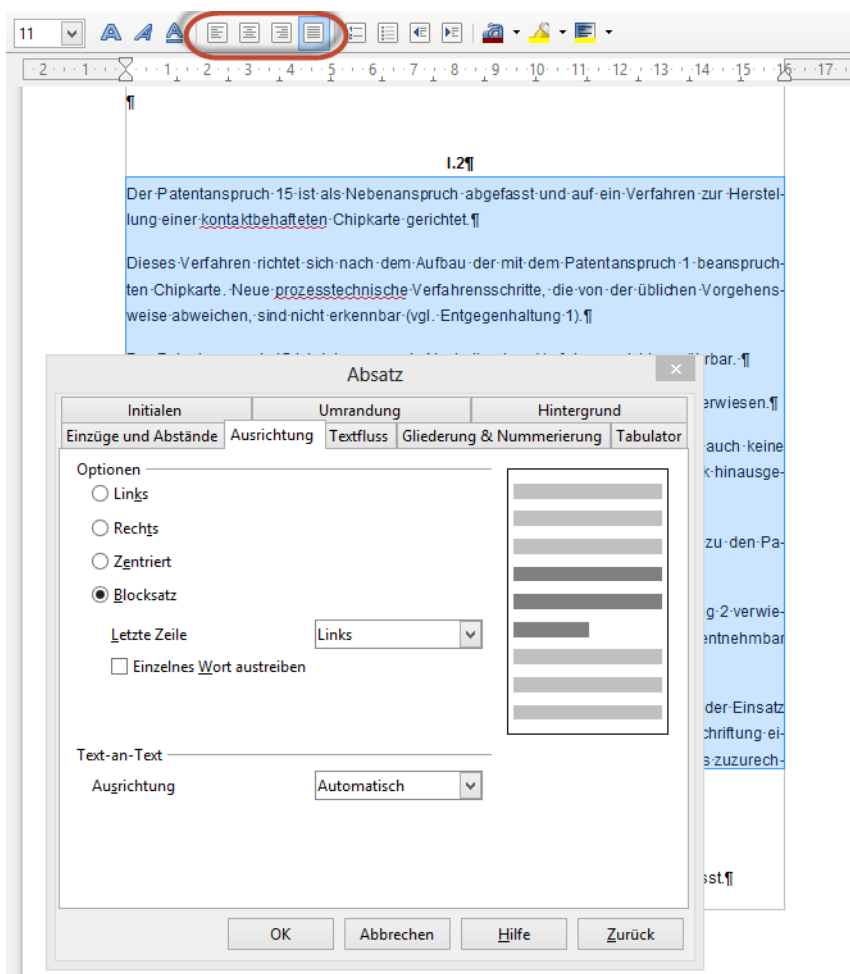 11
2 1 1 2 3 4 5 6 7 8 9 10 11 12 13 14 15 16 17
¶
I.2¶
Der·Patentanspruch·15·ist·als·Nebenanspruch·abgefasst·und·auf·ein·Verfahren·zur·Herstel-
lung·einer·kontaktbehafteten·Chipkarte·gerichtet.¶
Dieses·Verfahren·richtet·sich·nach·dem·Aufbau·der·mit·dem·Patentanspruch·1·beanspruch-
ten·Chipkarte.·Neue·prozesstechnische·Verfahrensschritte,·die·von·der·üblichen·Vorgehens-
weise·abweichen,·sind·nicht·erkennbar·(vgl.·Entgegenhaltung·1).¶
rbar.·¶
erwiesen.¶
auch·keine
k·hinausge-
zu·den·Pa-
g·2·verwie-
entnehmbar
der·Einsatz
chriftung·ei-
s·zuzurech-
sst.¶
Absatz
Initialen Umrandung Hintergrund
Einzüge und Abstände Ausrichtung Textfluss Gliederung & Nummerierung Tabulator
Optionen
Links
Rechts
Zentriert
Blocksatz
Letzte Zeile Links
Einzelnes Wort austreiben
Text-an-Text
Ausrichtung Automatisch
OK Abbrechen Hilfe Zurück